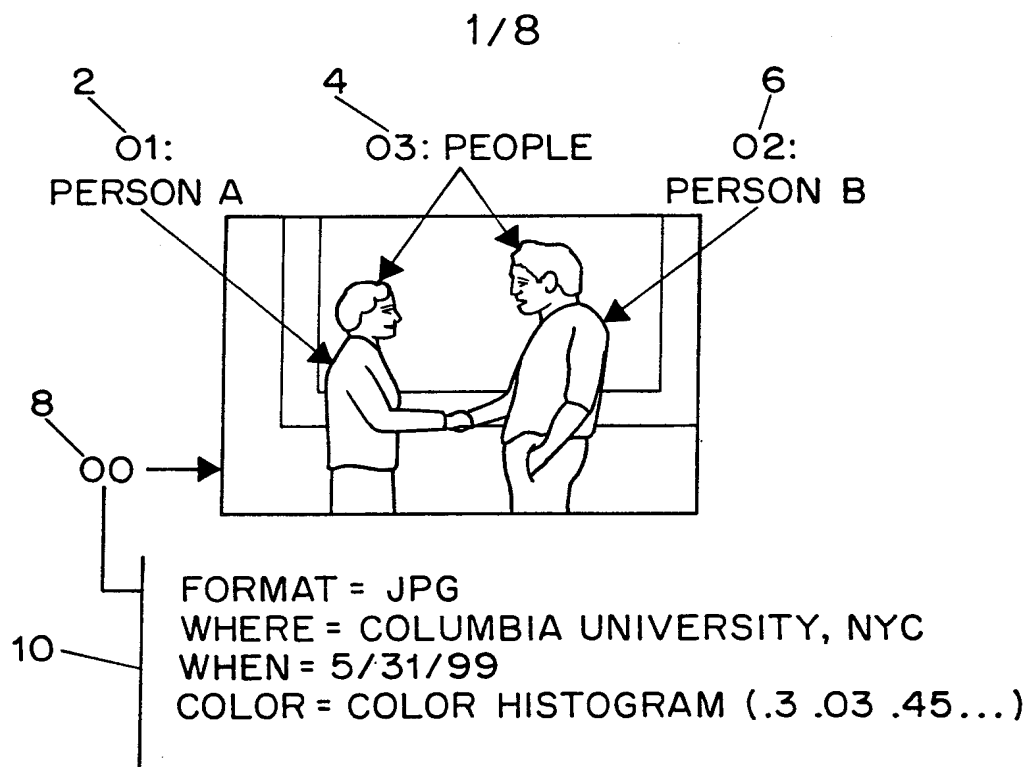 1/8
2 4 6
O1: O3: PEOPLE O2:
PERSON A PERSON B
8
OO
FORMAT = JPG
WHERE = COLUMBIA UNIVERSITY, NYC
10
WHEN = 5/31/99
COLOR = COLOR HISTOGRAM (.3 .03 .45...)